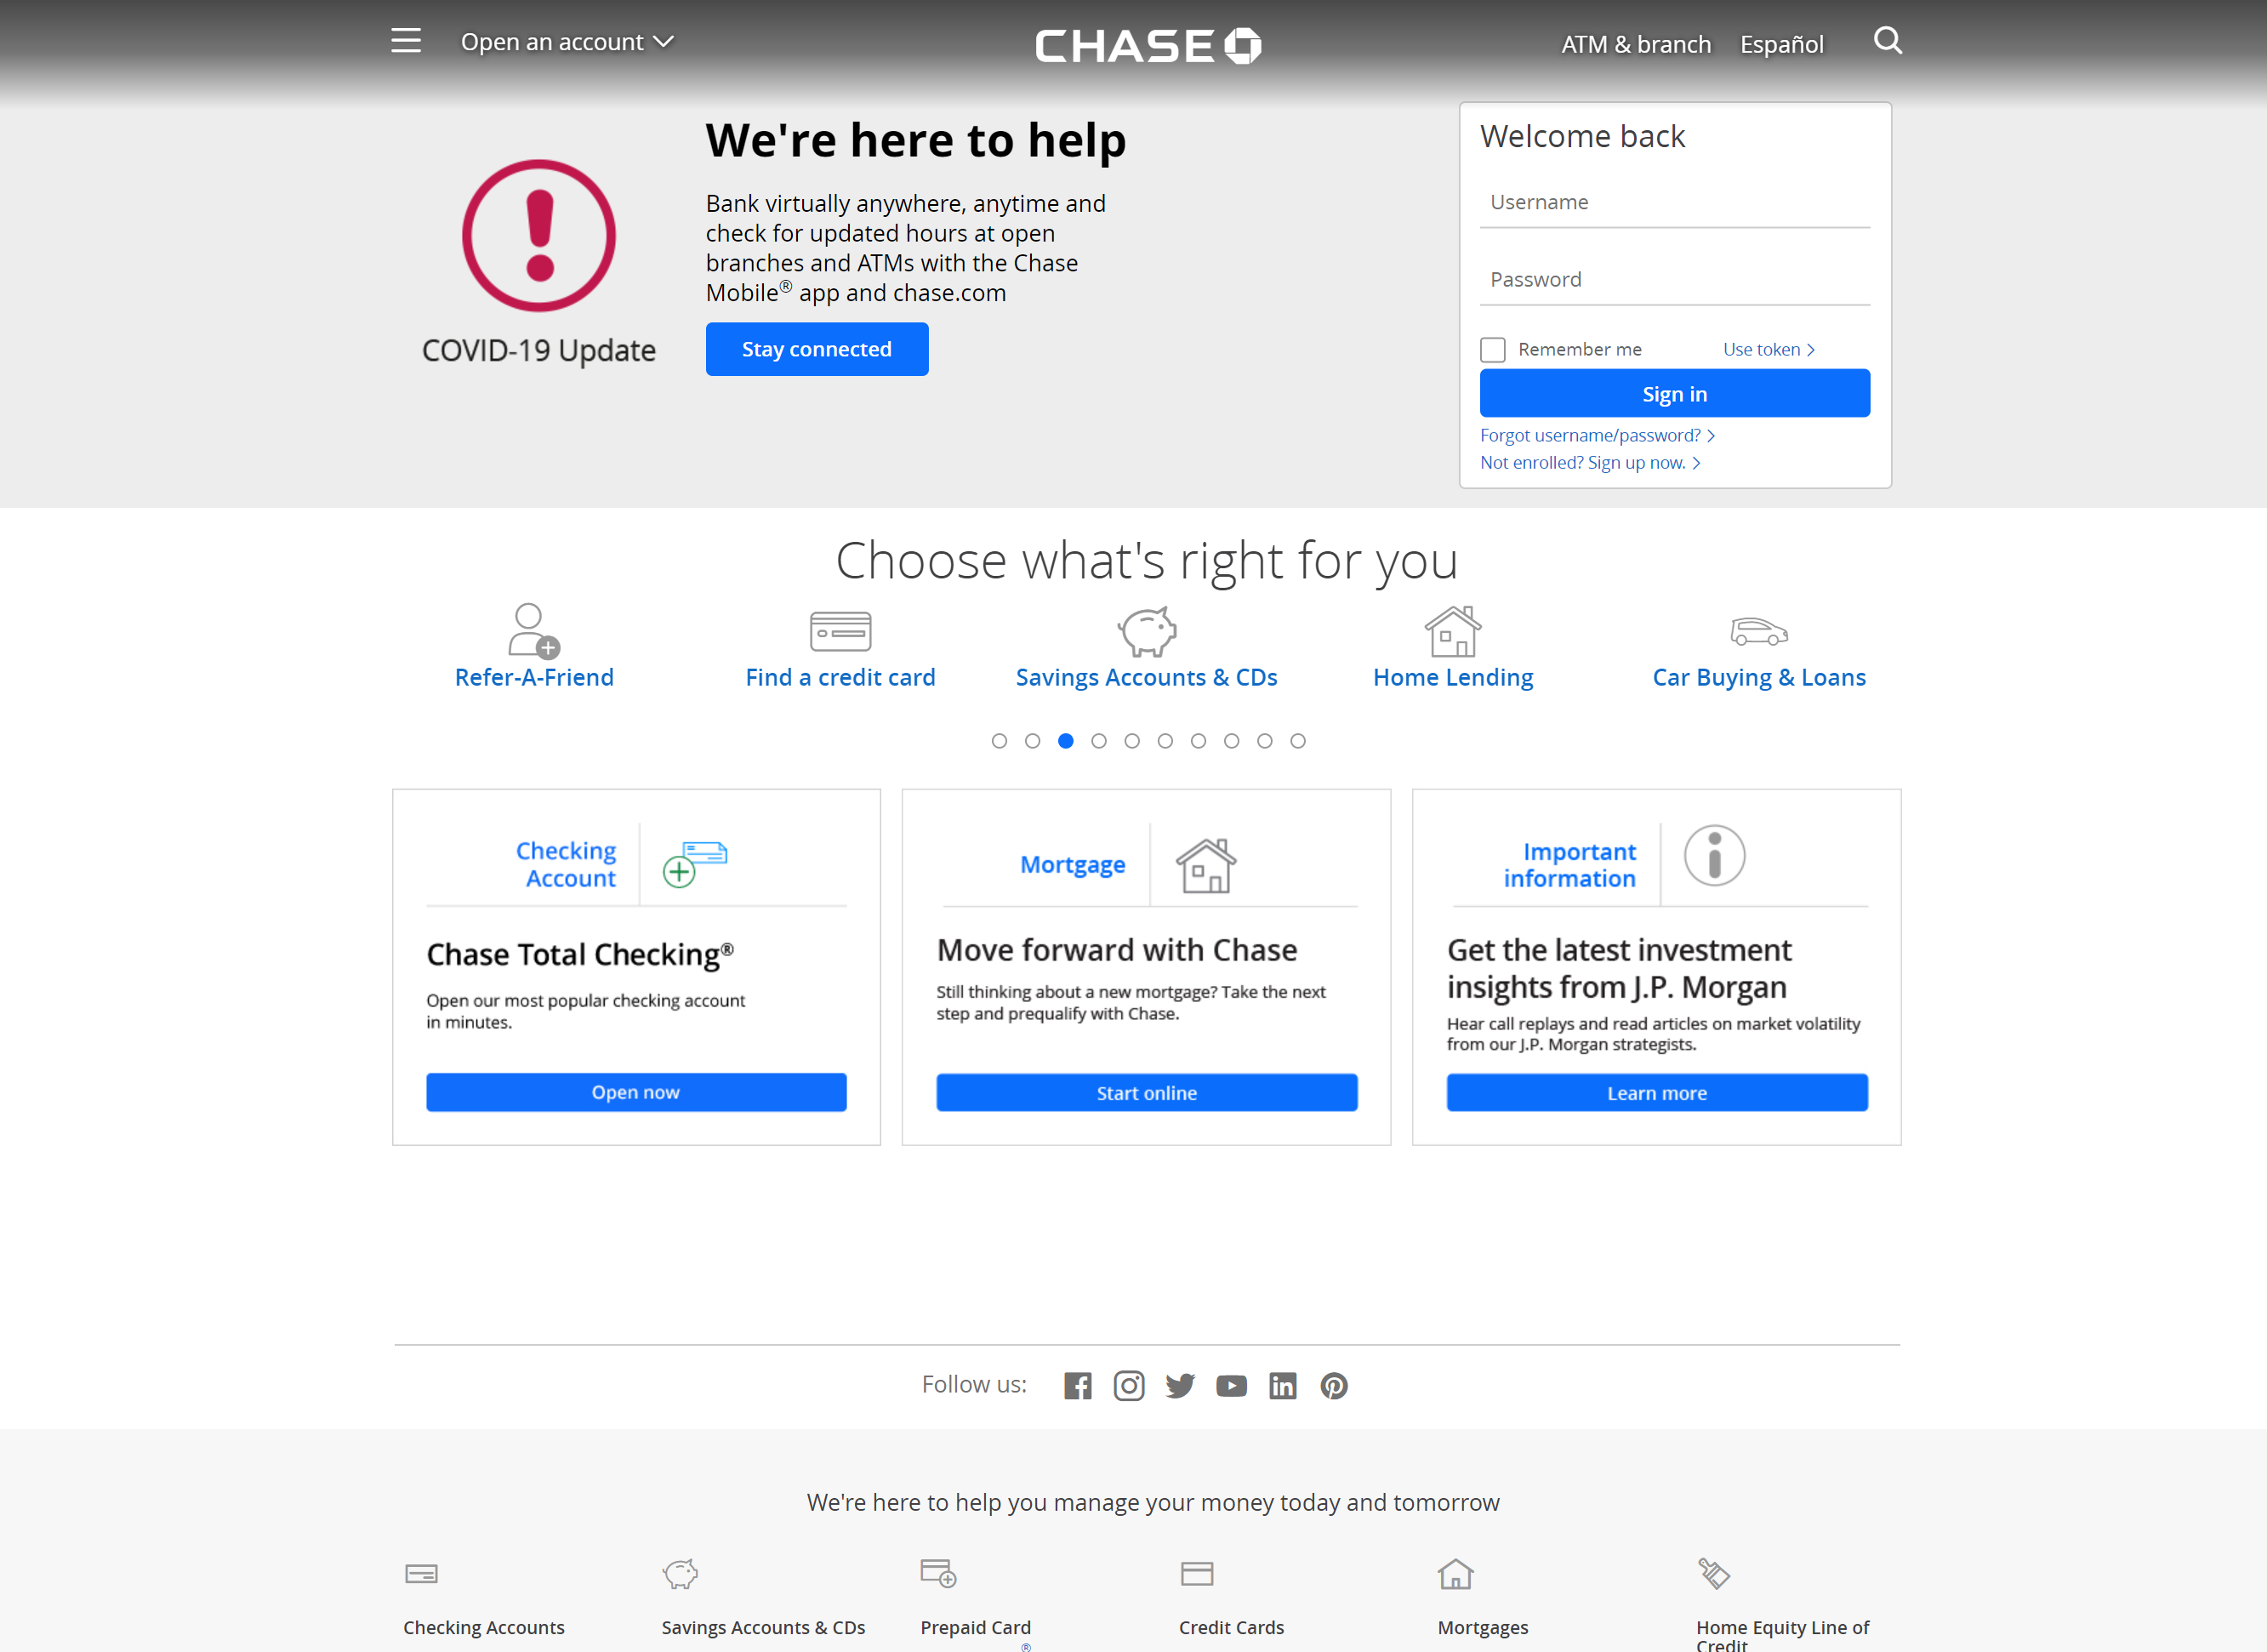 Open an account
CHASE
ATM & branch
Español
We're here to help
Bank virtually anywhere, anytime and
check for updated hours at open
branches and ATMs with the Chase
Mobile® app and chase.com
Stay connected
COVID-19 Update
Welcome back
Username
Password
Remember me
Use token
Sign in
Forgot username/password?
Not enrolled? Sign up now.
Choose what's right for you
Refer-A-Friend
Find a credit card
Savings Accounts & CDs
Home Lending
Car Buying & Loans
Checking
Account
Chase Total Checking®
Open our most popular checking account
in minutes.
Open now
Mortgage
Move forward with Chase
Still thinking about a new mortgage? Take the next
step and prequalify with Chase.
Start online
Important
information
Get the latest investment
insights from J.P. Morgan
Hear call replays and read articles on market volatility
from our J.P. Morgan strategists.
Learn more
Follow us:
We're here to help you manage your money today and tomorrow
Checking Accounts
Savings Accounts & CDs
Prepaid Card
®
Credit Cards
Mortgages
Home Equity Line of
Credit